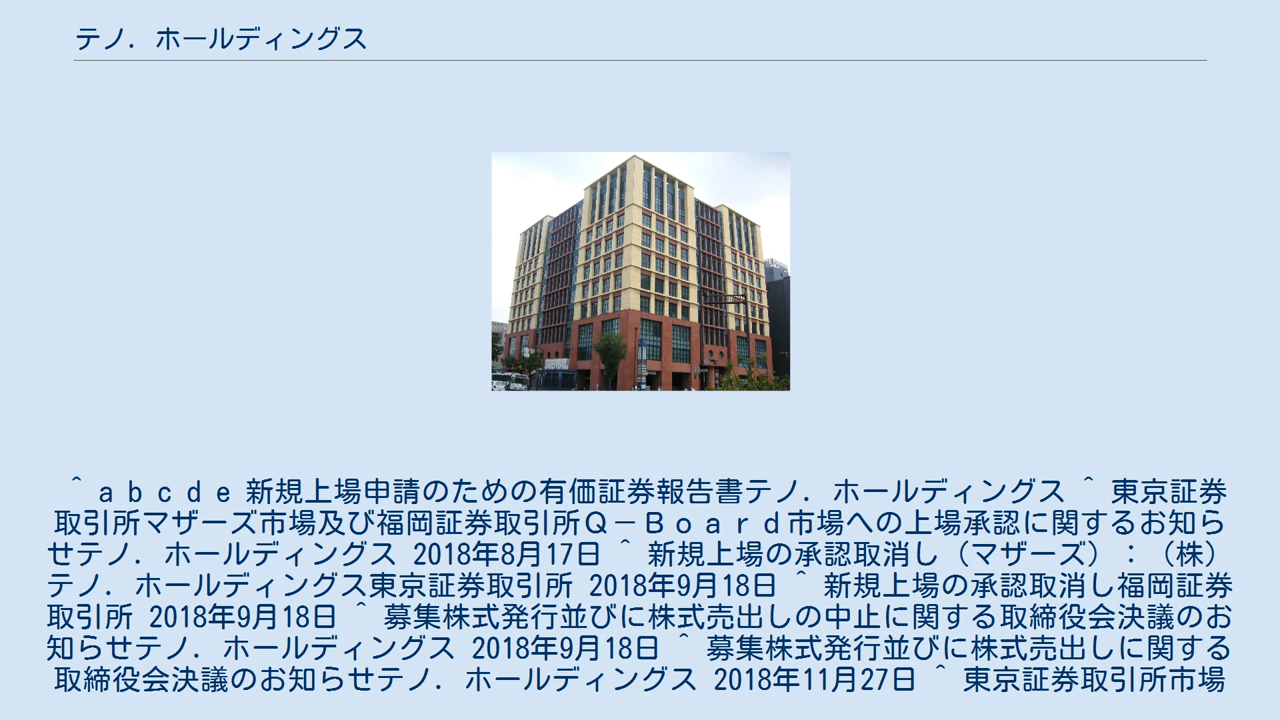 テノ．ホールディングス
^ ａｂｃｄｅ 新規上場申請のための有価証券報告書テノ．ホールディングス ^ 東京証券
取引所マザーズ市場及び福岡証券取引所Ｑ－Ｂｏａｒｄ市場への上場承認に関するお知ら
せテノ．ホールディングス 2018年8月17日 ^ 新規上場の承認取消し（マザーズ）：（株）
テノ．ホールディングス東京証券取引所 2018年9月18日 ^ 新規上場の承認取消し福岡証券
取引所 2018年9月18日 ^ 募集株式発行並びに株式売出しの中止に関する取締役会決議のお
知らせテノ．ホールディングス 2018年9月18日 ^ 募集株式発行並びに株式売出しに関する
取締役会決議のお知らせテノ．ホールディングス 2018年11月27日 ^ 東京証券取引所市場